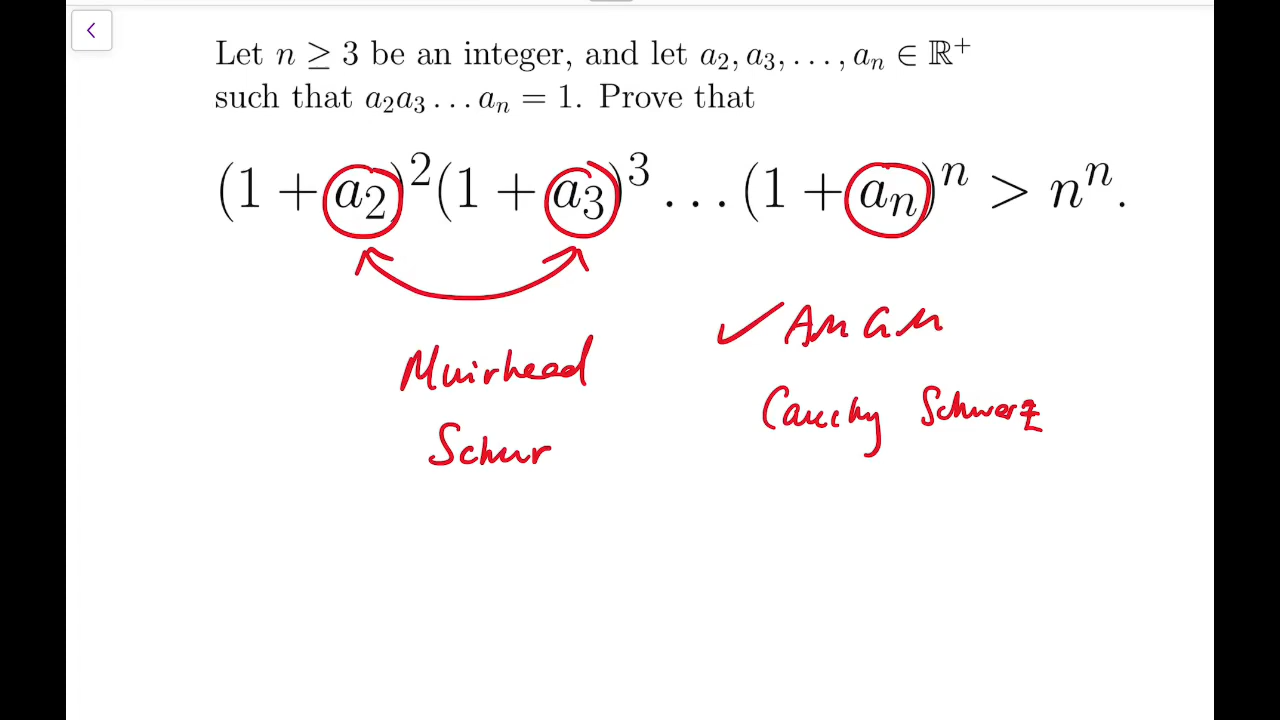 Let n ≥ 3 be an integer, and let a₂, a₃, . . . , aₙ ∈ ℝ⁺
such that a₂a₃ . . . aₙ = 1. Prove that
(1 + a₂)²(1 + a₃)³ . . . (1 + aₙ)ⁿ > nⁿ.
✓ AM GM
Muirhead
Cauchy Schwarz
Schur